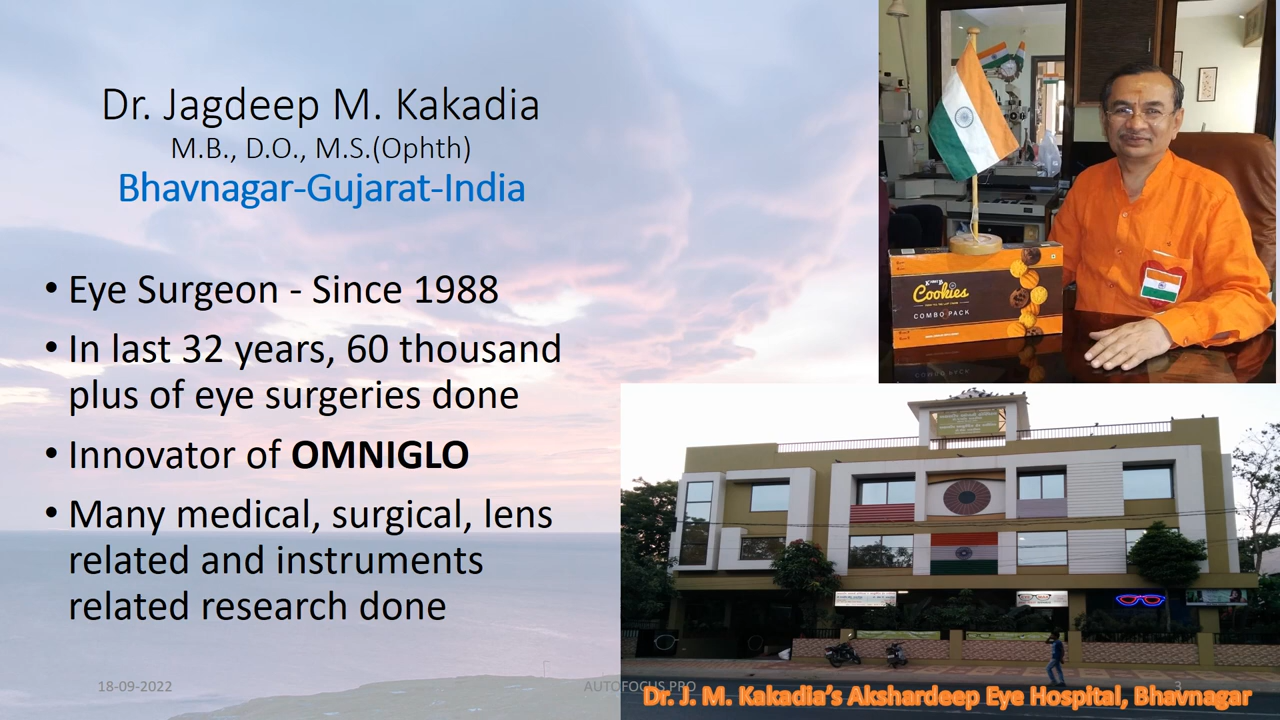 Dr. Jagdeep M. Kakadia
M.B., D.O., M.S.(Ophth)
Bhavnagar-Gujarat-India
• Eye Surgeon - Since 1988
• In last 32 years, 60 thousand
plus of eye surgeries done
• Innovator of OMNIGLO
• Many medical, surgical, lens
related and instruments
related research done
Cookies
COMBO PACK
Dr. J. M. Kakadia’s Akshardeep Eye Hospital, Bhavnagar
18-09-2022
AUTOFOCUS PRO
3